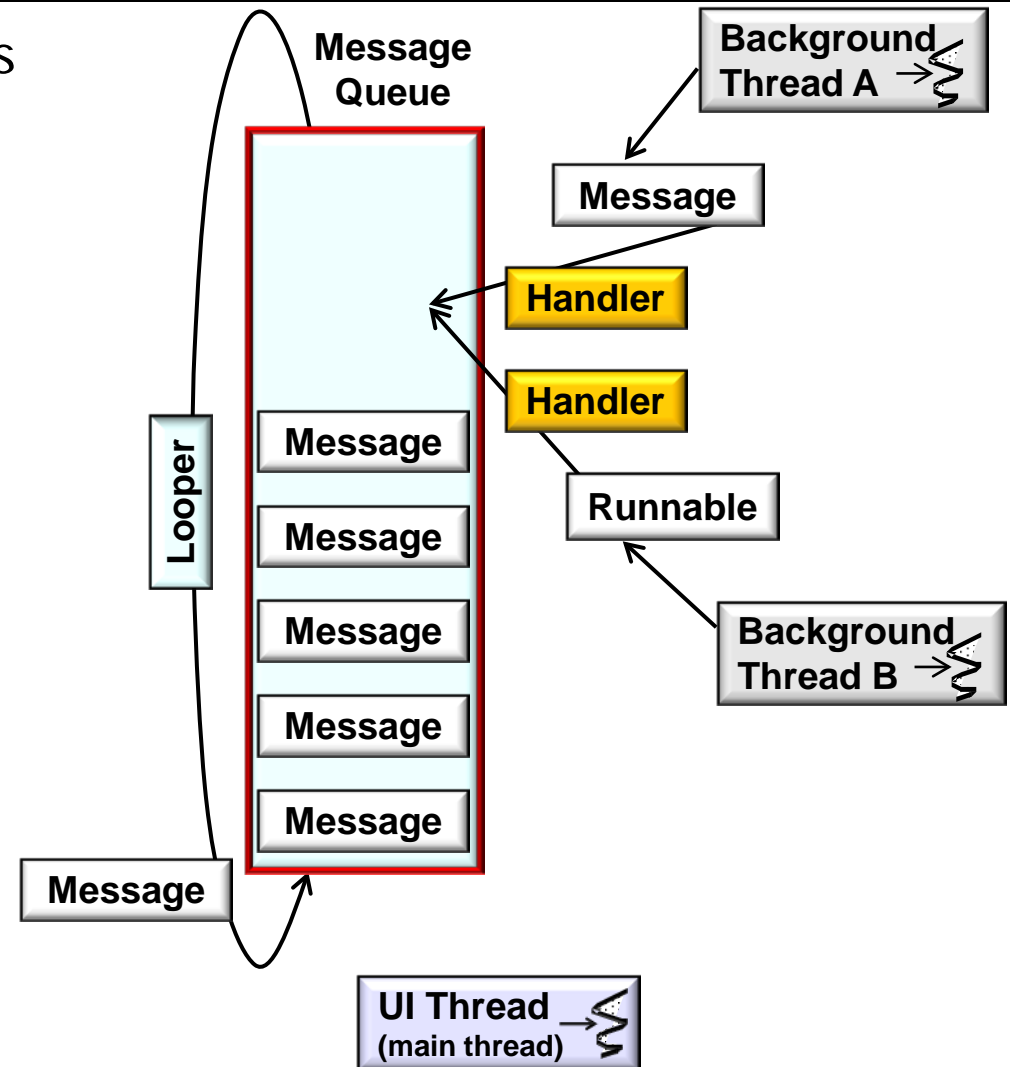 s
Message
Queue
Background
Thread A
Message
Handler
Handler
Message
Looper
Runnable
Message
Message
Background
Thread B
Message
Message
Message
UI Thread
(main thread)